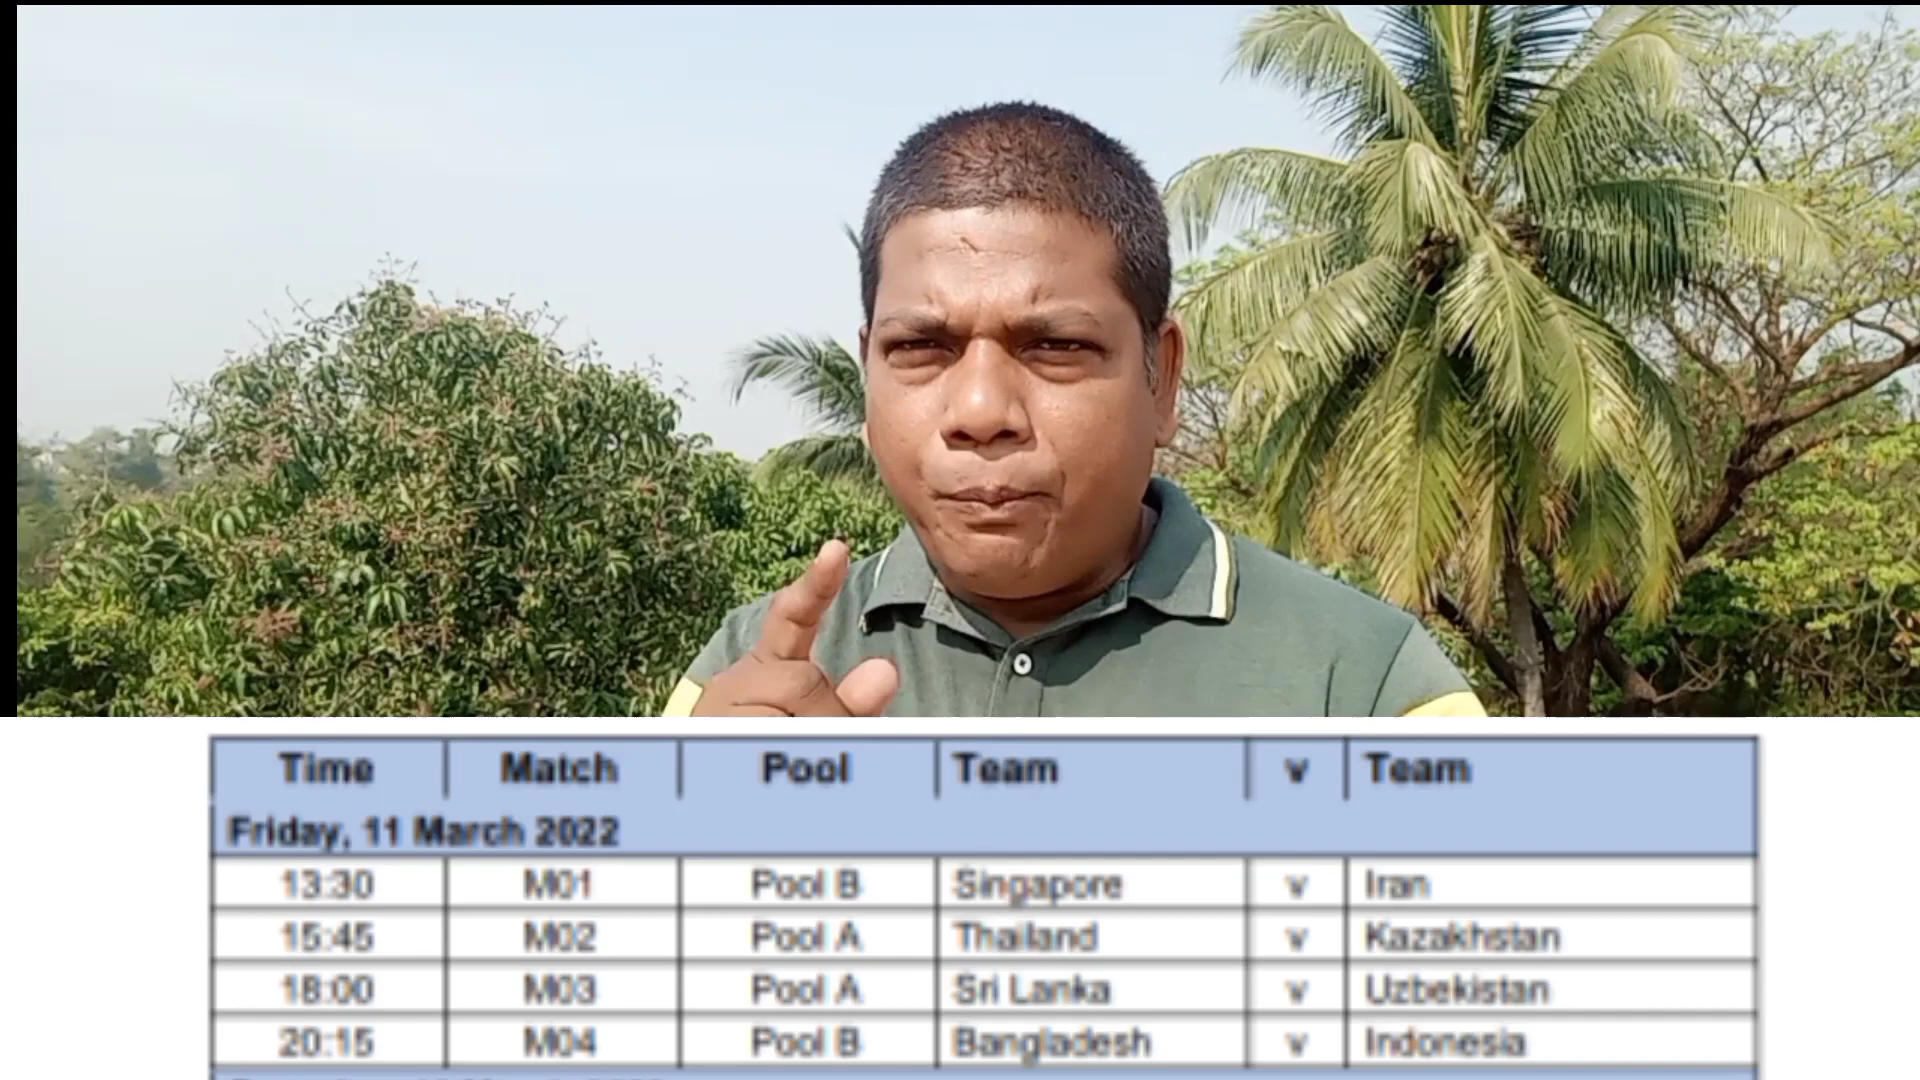 Time Match Pool Team v Team
Friday, 11 March 2022
13:30 M01 Pool B Singapore v Iran
15:45 M02 Pool A Thailand v Kazakhstan
18:00 M03 Pool A Sri Lanka v Uzbekistan
20:15 M04 Pool B Bangladesh v Indonesia